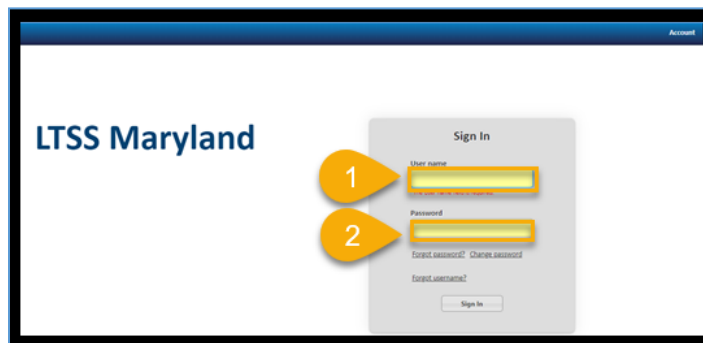 Account
LTSS Maryland
Sign In
User name
1
Password
2
Forgot password? Change password
Forgot username?
Sign In